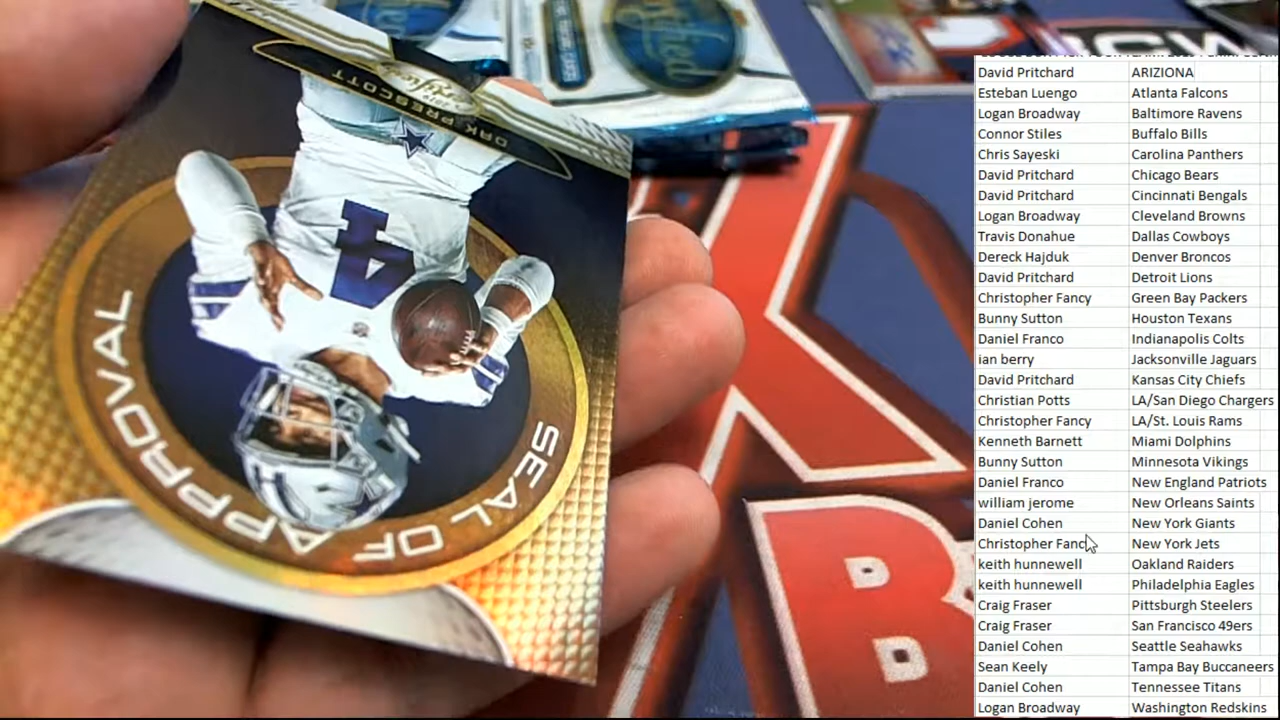 DAK PRESCOTT
4
SEAL OF APPROVAL
David Pritchard ARIZIONA
Esteban Luengo Atlanta Falcons
Logan Broadway Baltimore Ravens
Connor Stiles Buffalo Bills
Chris Sayeski Carolina Panthers
David Pritchard Chicago Bears
David Pritchard Cincinnati Bengals
Logan Broadway Cleveland Browns
Travis Donahue Dallas Cowboys
Dereck Hajduk Denver Broncos
David Pritchard Detroit Lions
Christopher Fancy Green Bay Packers
Bunny Sutton Houston Texans
Daniel Franco Indianapolis Colts
ian berry Jacksonville Jaguars
David Pritchard Kansas City Chiefs
Christian Potts LA/San Diego Chargers
Christopher Fancy LA/St. Louis Rams
Kenneth Barnett Miami Dolphins
Bunny Sutton Minnesota Vikings
Daniel Franco New England Patriots
william jerome New Orleans Saints
Daniel Cohen New York Giants
Christopher Fancy New York Jets
keith hunnewell Oakland Raiders
keith hunnewell Philadelphia Eagles
Craig Fraser Pittsburgh Steelers
Craig Fraser San Francisco 49ers
Daniel Cohen Seattle Seahawks
Sean Keely Tampa Bay Buccaneers
Daniel Cohen Tennessee Titans
Logan Broadway Washington Redskins